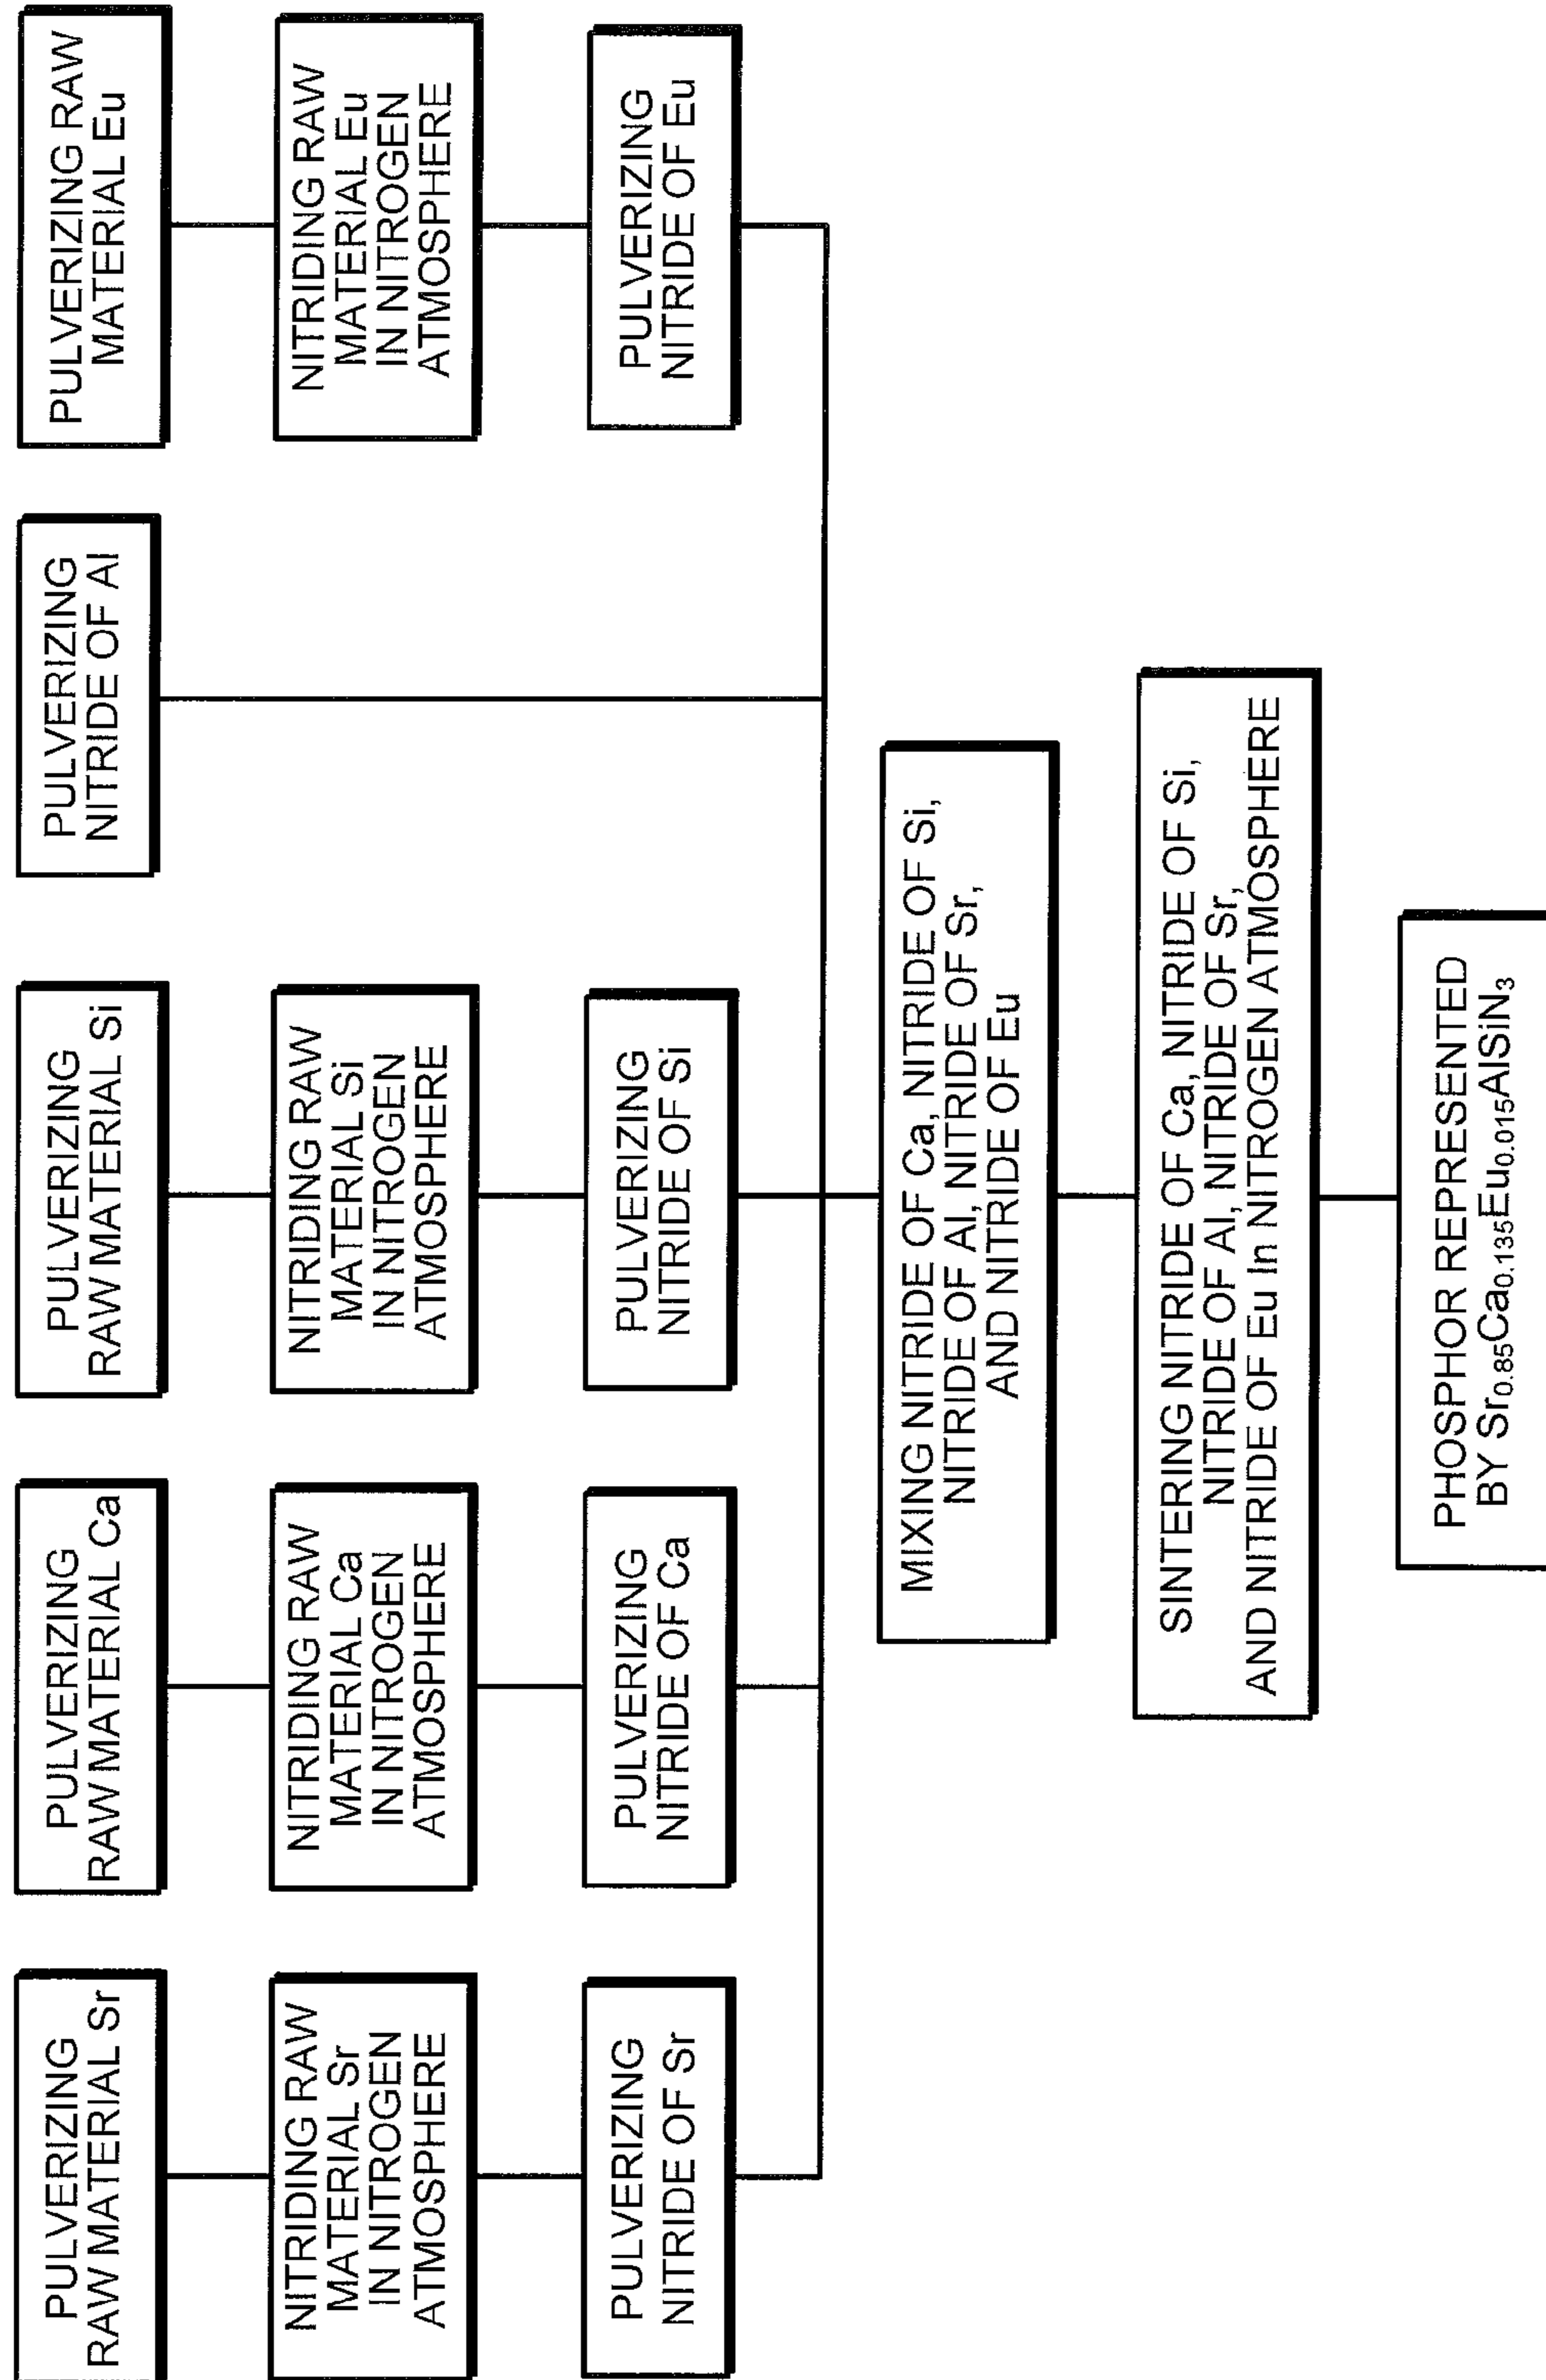 PULVERIZING
RAW MATERIAL Sr
NITRIDING RAW
MATERIAL Sr
IN NITROGEN
ATMOSPHERE
PULVERIZING
NITRIDE OF Sr
PULVERIZING
RAW MATERIAL Ca
NITRIDING RAW
MATERIAL Ca
IN NITROGEN
ATMOSPHERE
PULVERIZING
NITRIDE OF Ca
PULVERIZING
RAW MATERIAL Si
NITRIDING RAW
MATERIAL Si
IN NITROGEN
ATMOSPHERE
PULVERIZING
NITRIDE OF Si
PULVERIZING
NITRIDE OF Al
PULVERIZING RAW
MATERIAL Eu
NITRIDING RAW
MATERIAL Eu
IN NITROGEN
ATMOSPHERE
PULVERIZING
NITRIDE OF Eu
MIXING NITRIDE OF Ca, NITRIDE OF Si,
NITRIDE OF Al, NITRIDE OF Sr,
AND NITRIDE OF Eu
SINTERING NITRIDE OF Ca, NITRIDE OF Si,
NITRIDE OF Al, NITRIDE OF Sr,
AND NITRIDE OF Eu In NITROGEN ATMOSPHERE
PHOSPHOR REPRESENTED
BY Sr₀.₈₅Ca₀.₁₃₅Eu₀.₀₁₅AlSiN₃